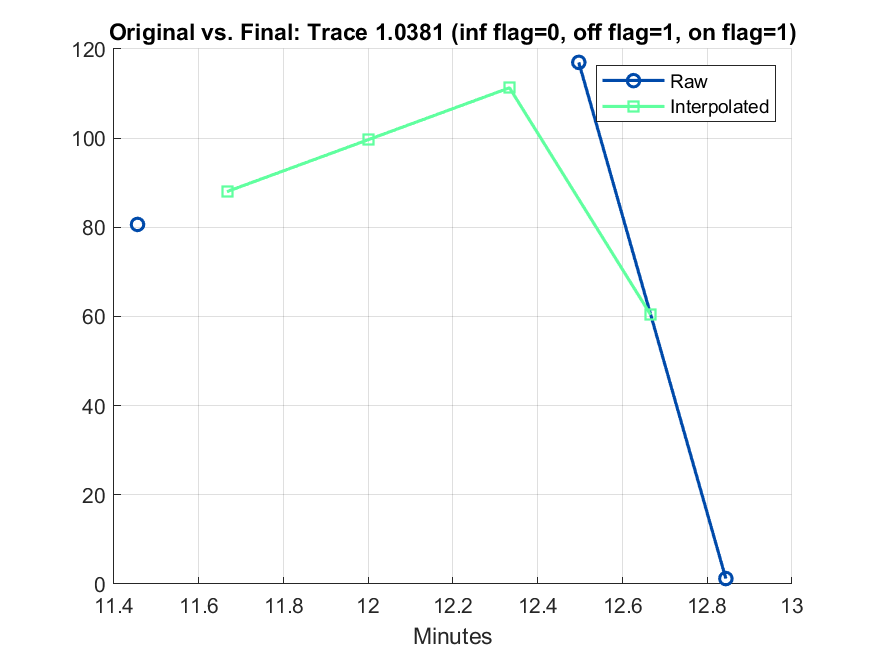 Original vs. Final: Trace 1.0381 (inf flag=0, off flag=1, on flag=1)
120
100
80
60
40
20
0
Raw
Interpolated
11.4 11.6 11.8 12 12.2 12.4 12.6 12.8 13
Minutes